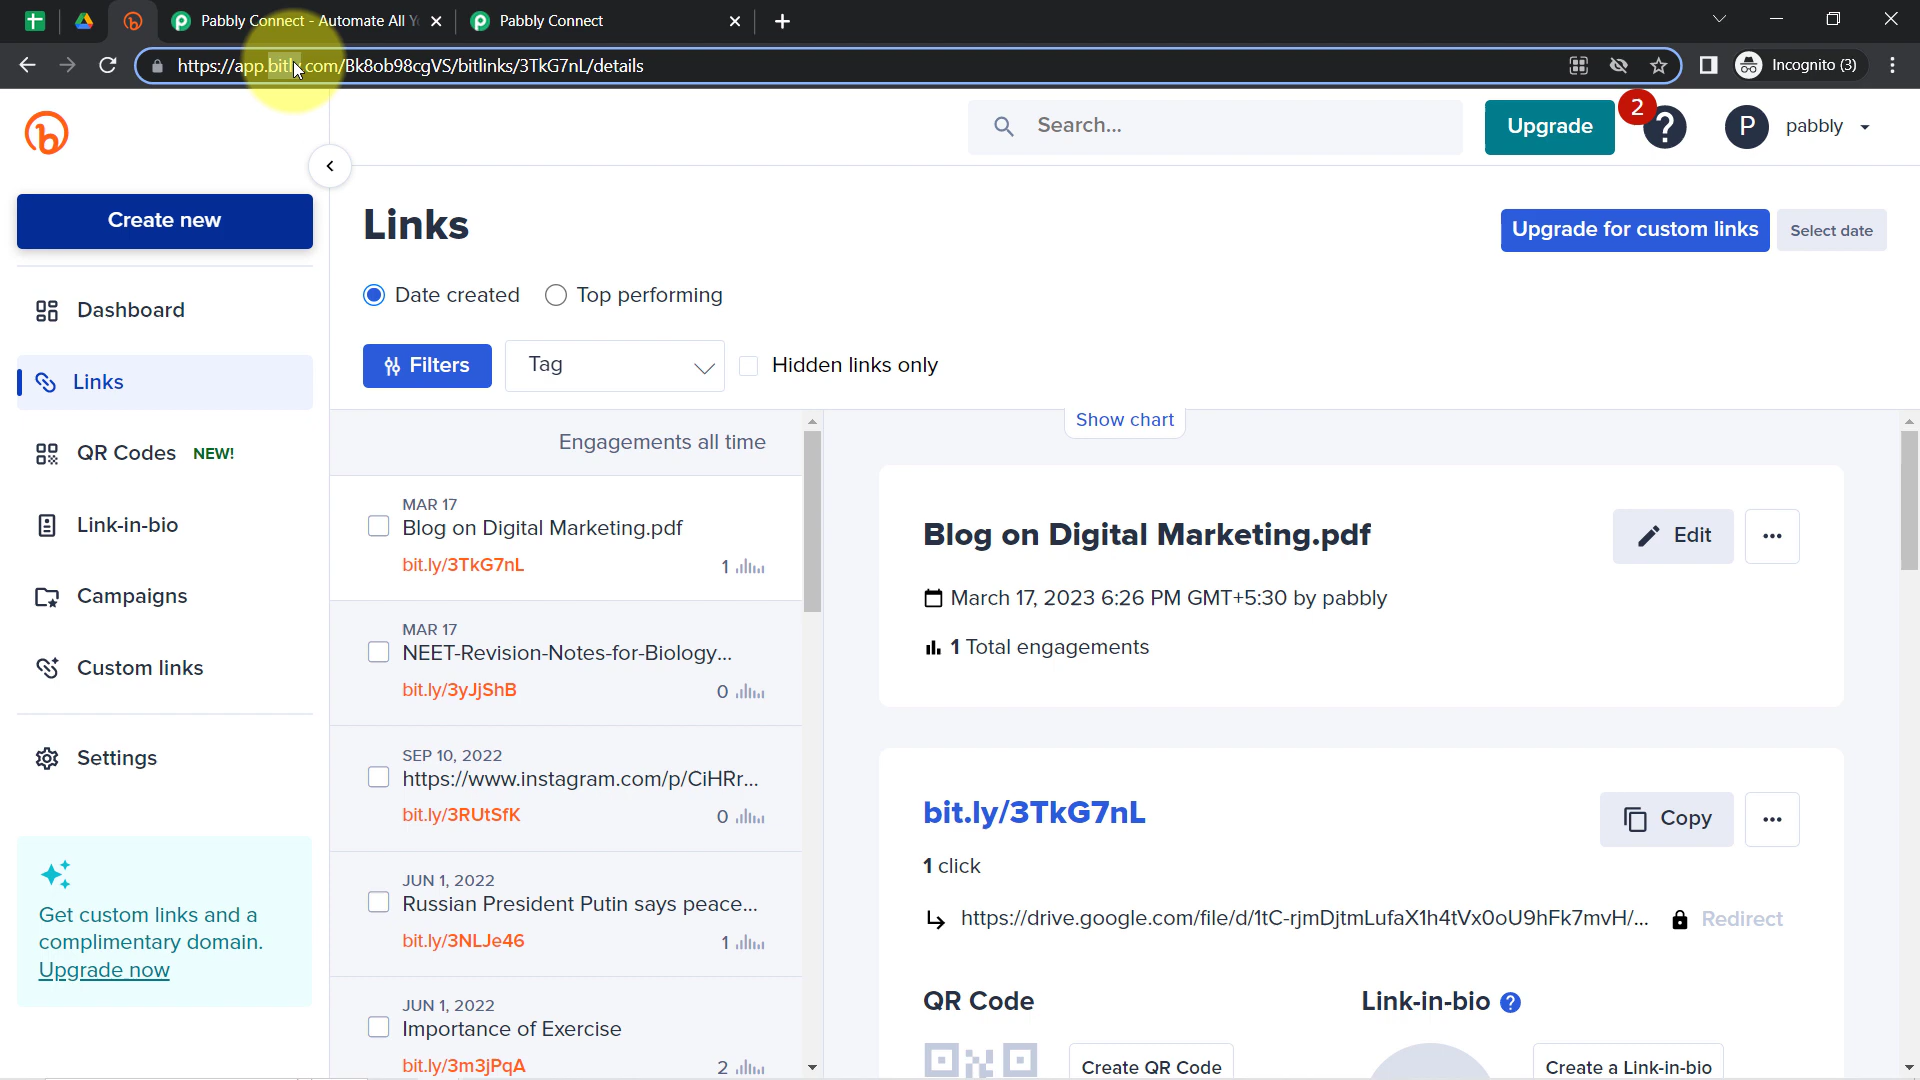 Pabbly Connect - Automate All Y
Pabbly Connect
https://app.bitly.com/Bk8ob98cgVS/bitlinks/3TkG7nL/details
Incognito (3)
Search...
Upgrade
2
?
P
pabbly
Create new
Links
Upgrade for custom links
Select date
Date created
Top performing
Filters
Tag
Hidden links only
Dashboard
Links
QR Codes NEW!
Link-in-bio
Campaigns
Custom links
Settings
Get custom links and a
complimentary domain.
Upgrade now
Engagements all time
MAR 17
Blog on Digital Marketing.pdf
bit.ly/3TkG7nL 1
MAR 17
NEET-Revision-Notes-for-Biology...
bit.ly/3yJjShB 0
SEP 10, 2022
https://www.instagram.com/p/CiHRr...
bit.ly/3RUtSfK 0
JUN 1, 2022
Russian President Putin says peace...
bit.ly/3NLJe46 1
JUN 1, 2022
Importance of Exercise
bit.ly/3m3jPqA 2
Show chart
Blog on Digital Marketing.pdf
Edit
March 17, 2023 6:26 PM GMT+5:30 by pabbly
1 Total engagements
bit.ly/3TkG7nL
Copy
1 click
https://drive.google.com/file/d/1tC-rjmDjtmLufaX1h4tVx0oU9hFk7mvH/...
Redirect
QR Code
Link-in-bio ?
Create QR Code
Create a Link-in-bio